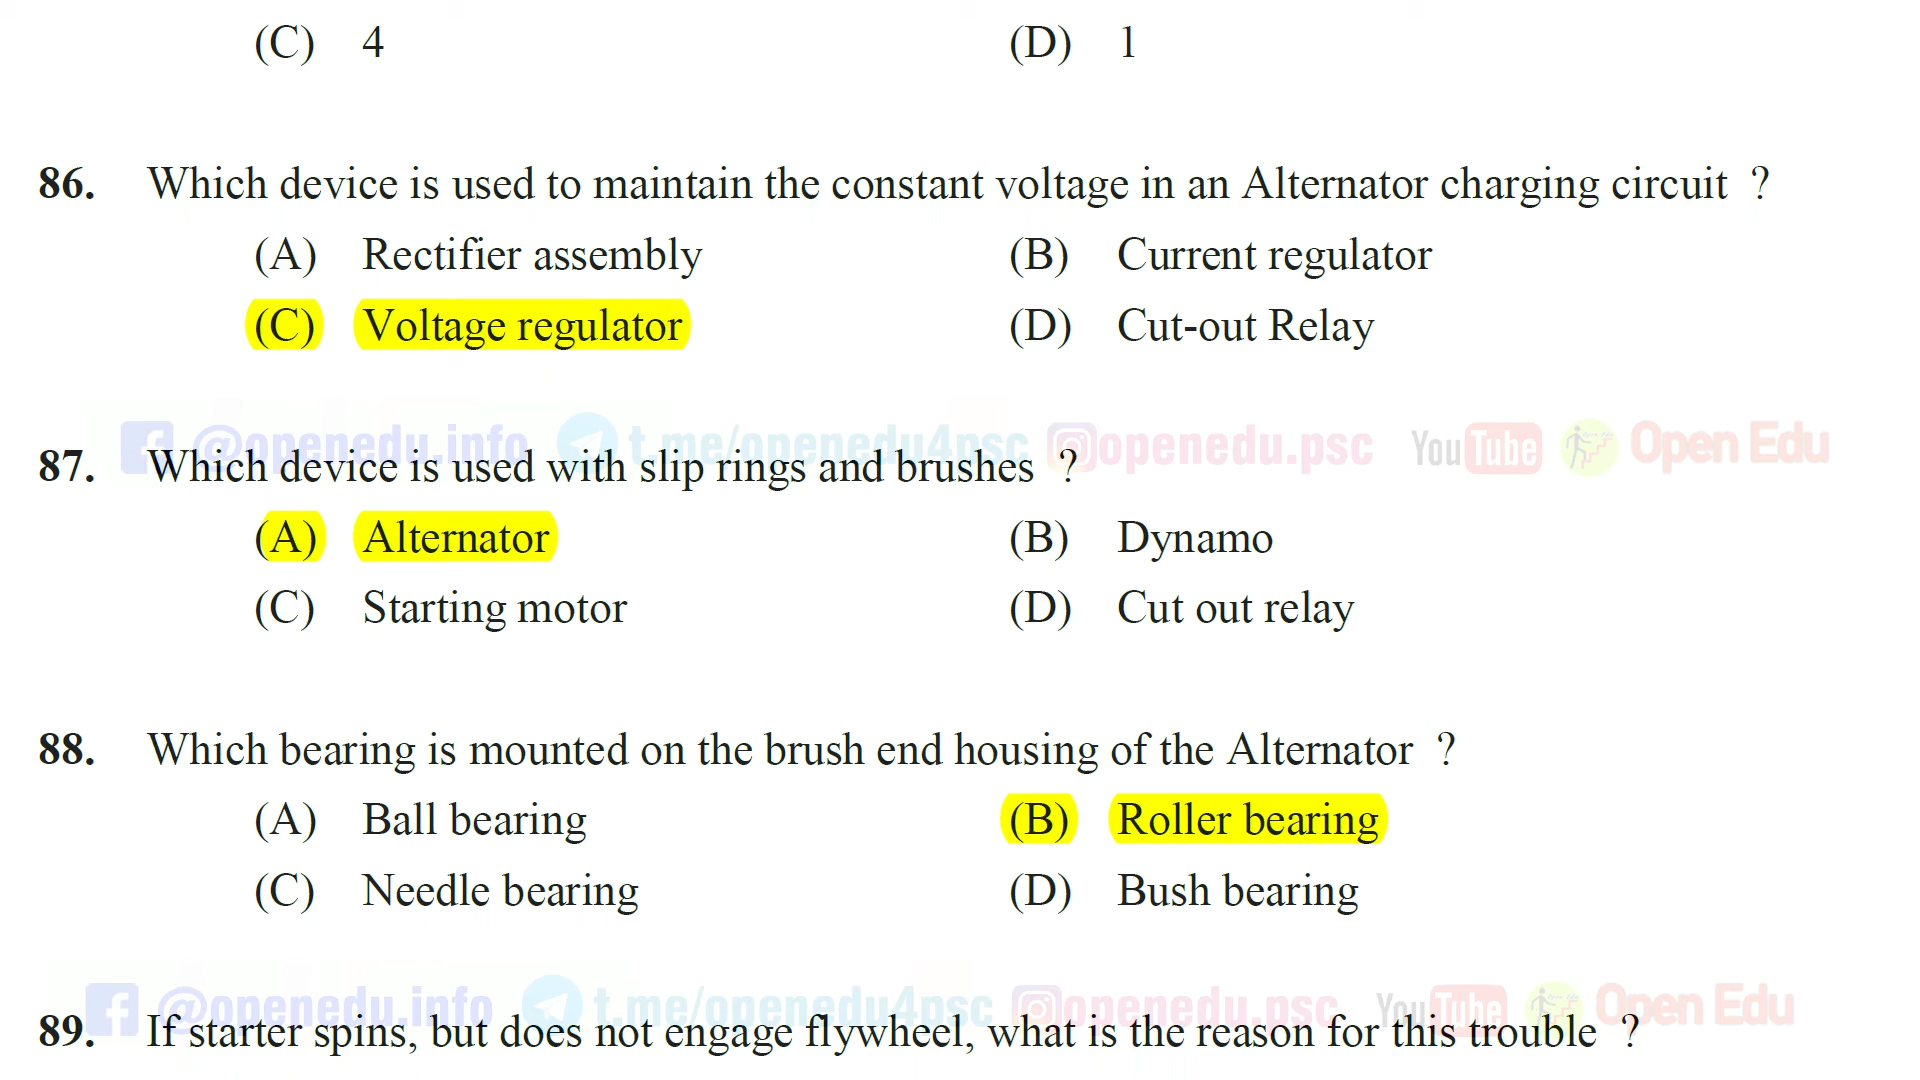 (C) 4 (D) 1
86. Which device is used to maintain the constant voltage in an Alternator charging circuit ?
(A) Rectifier assembly (B) Current regulator
(C) Voltage regulator (D) Cut-out Relay
@openedu.info t.me/openedu4psc openedu.psc YouTube Open Edu
87. Which device is used with slip rings and brushes ?
(A) Alternator (B) Dynamo
(C) Starting motor (D) Cut out relay
88. Which bearing is mounted on the brush end housing of the Alternator ?
(A) Ball bearing (B) Roller bearing
(C) Needle bearing (D) Bush bearing
@openedu.info t.me/openedu4psc openedu.psc YouTube Open Edu
89. If starter spins, but does not engage flywheel, what is the reason for this trouble ?